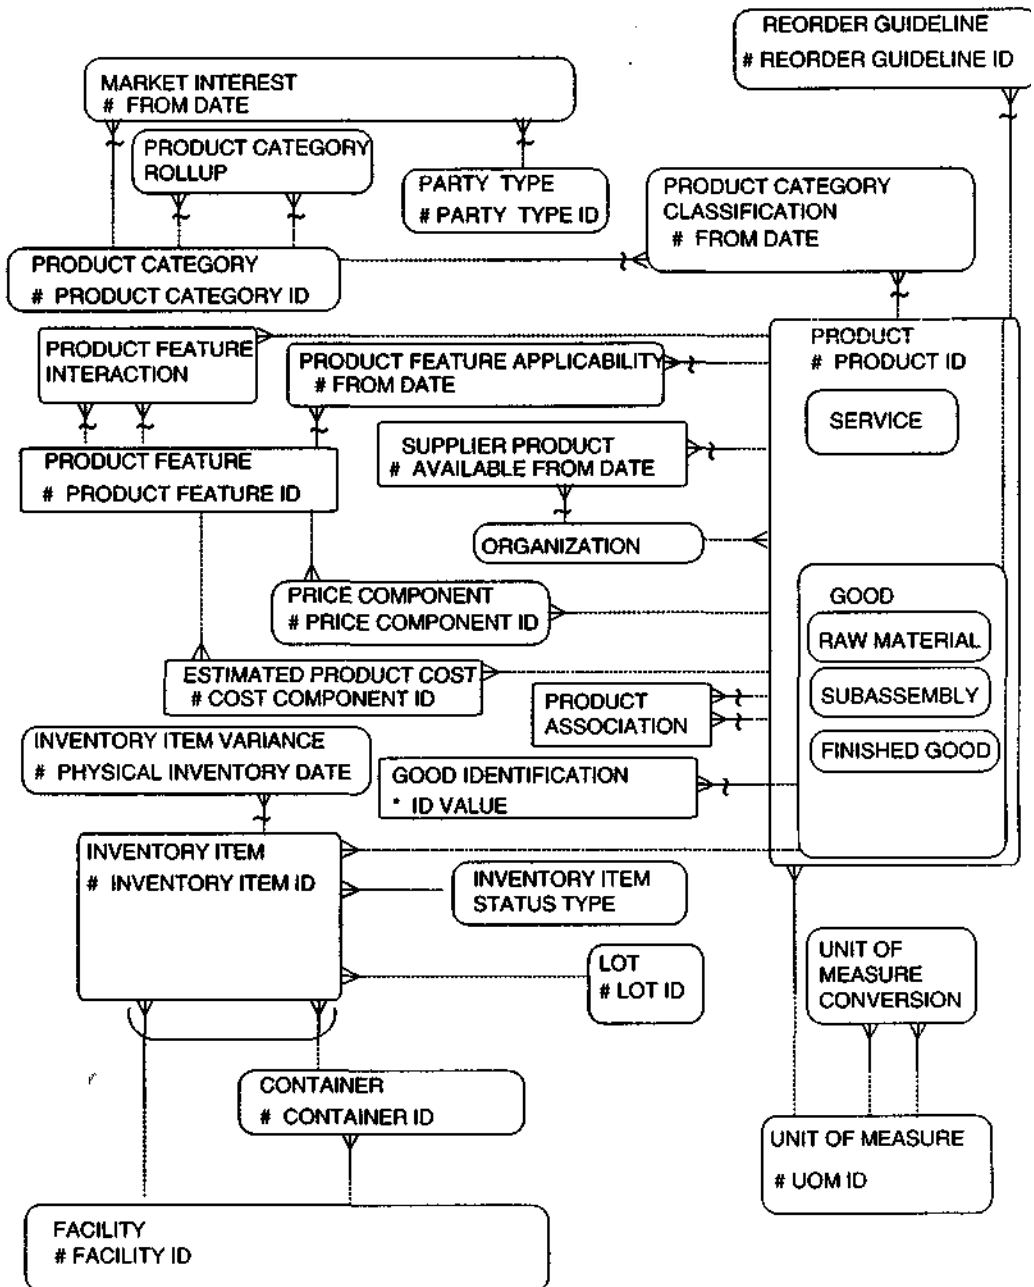 REORDER GUIDELINE
# REORDER GUIDELINE ID
MARKET INTEREST
# FROM DATE
PRODUCT CATEGORY
ROLLUP
PARTY TYPE
# PARTY TYPE ID
PRODUCT CATEGORY
CLASSIFICATION
# FROM DATE
PRODUCT CATEGORY
# PRODUCT CATEGORY ID
PRODUCT
# PRODUCT ID
PRODUCT FEATURE
INTERACTION
PRODUCT FEATURE APPLICABILITY
# FROM DATE
SERVICE
SUPPLIER PRODUCT
# AVAILABLE FROM DATE
PRODUCT FEATURE
# PRODUCT FEATURE ID
ORGANIZATION
GOOD
PRICE COMPONENT
# PRICE COMPONENT ID
RAW MATERIAL
ESTIMATED PRODUCT COST
# COST COMPONENT ID
SUBASSEMBLY
PRODUCT
ASSOCIATION
FINISHED GOOD
INVENTORY ITEM VARIANCE
# PHYSICAL INVENTORY DATE
GOOD IDENTIFICATION
* ID VALUE
INVENTORY ITEM
# INVENTORY ITEM ID
INVENTORY ITEM
STATUS TYPE
LOT
# LOT ID
UNIT OF
MEASURE
CONVERSION
CONTAINER
# CONTAINER ID
UNIT OF MEASURE
# UOM ID
FACILITY
# FACILITY ID